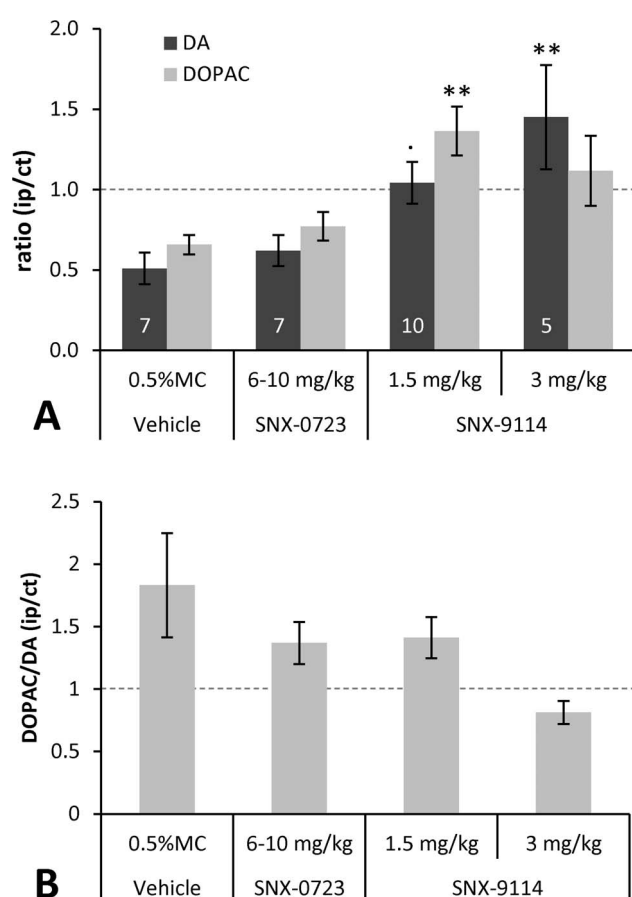 2.0
DA
DOPAC
**
**
1.5
.
ratio (ip/ct)
1.0
0.5
7
7
10
5
0.0
0.5%MC
6-10 mg/kg
1.5 mg/kg
3 mg/kg
A
Vehicle
SNX-0723
SNX-9114
2.5
2
DOPAC/DA (ip/ct)
1.5
1
0.5
0
0.5%MC
6-10 mg/kg
1.5 mg/kg
3 mg/kg
B
Vehicle
SNX-0723
SNX-9114